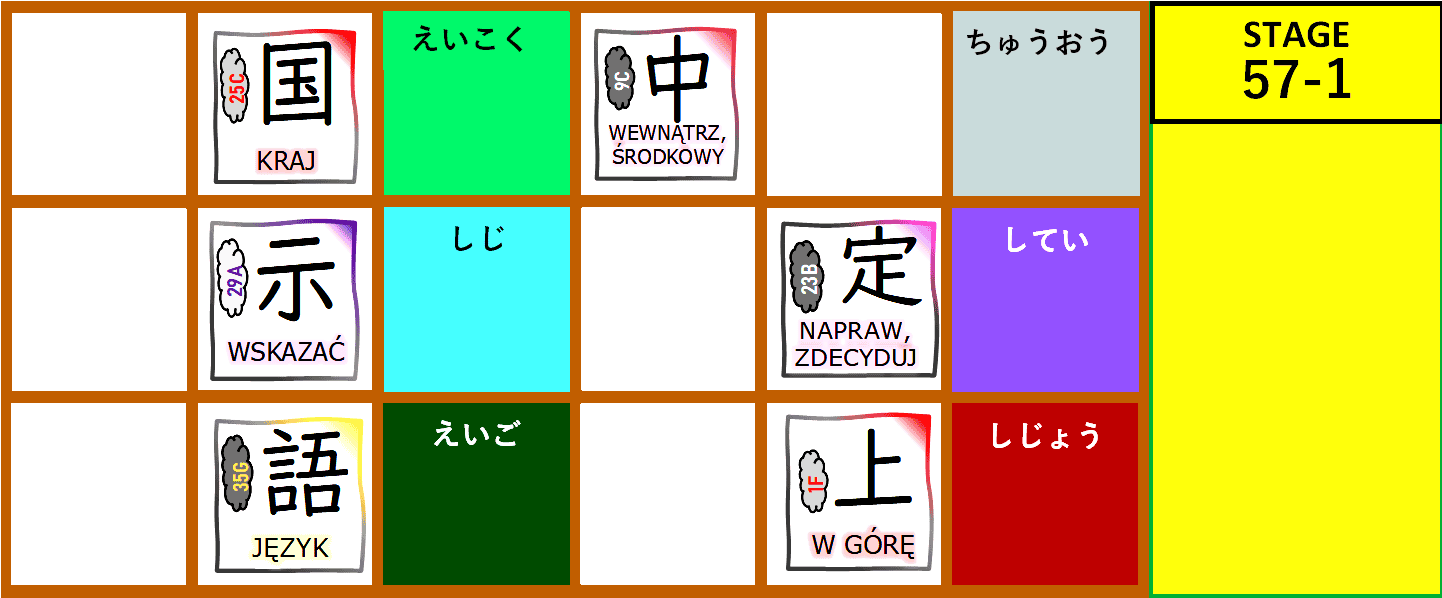 25C
国
KRAJ
えいこく
9C
中
WEWNĄTRZ,
ŚRODKOWY
ちゅうおう
STAGE
57-1
29A
示
WSKAZAĆ
しじ
23B
定
NAPRAW,
ZDECYDUJ
してい
35G
語
JĘZYK
えいご
1F
上
W GÓRĘ
しじょう